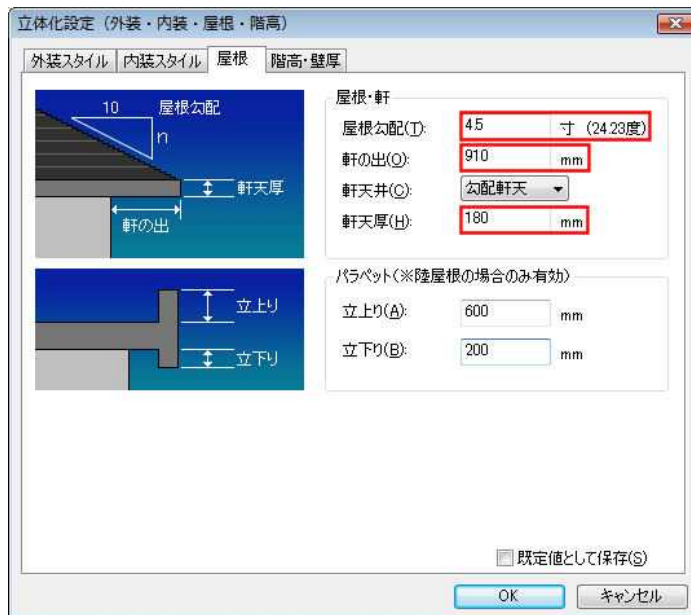 立体化設定（外装・内装・屋根・階高）
外装スタイル 内装スタイル 屋根 階高・壁厚
10 屋根勾配
n
軒天厚
軒の出
屋根・軒
屋根勾配(T): 4.5 寸 (24.23度)
軒の出(O): 910 mm
軒天井(C): 勾配軒天
軒天厚(H): 180 mm
立上り
立下り
パラペット(※陸屋根の場合のみ有効)
立上り(A): 600 mm
立下り(B): 200 mm
既定値として保存(S)
OK キャンセル